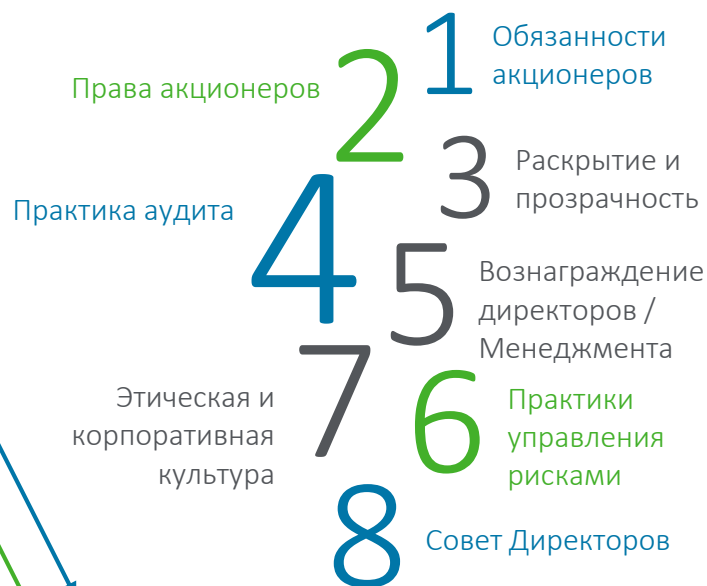 1
Обязанности
акционеров
2
Права акционеров
3
Раскрытие и
прозрачность
4
Практика аудита
5
Вознаграждение
директоров /
Менеджмента
6
Практики
управления
рисками
7
Этическая и
корпоративная
культура
8
Совет Директоров